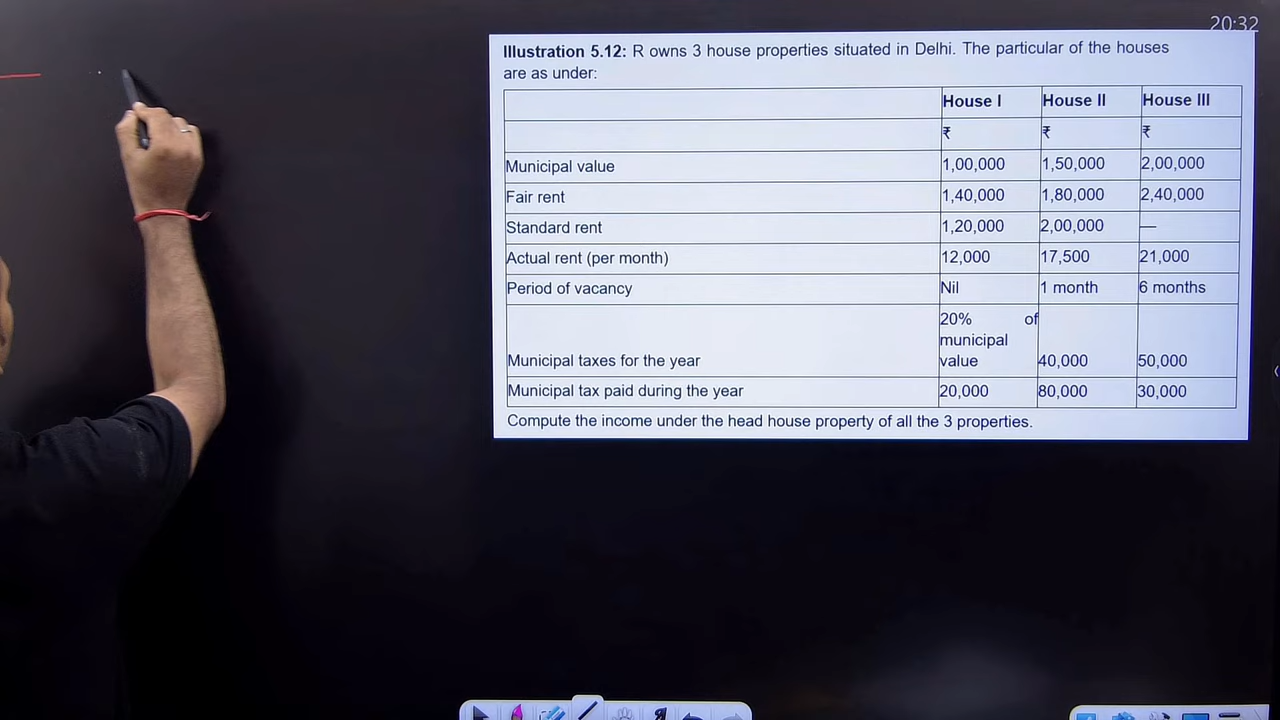 20:32
Illustration 5.12: R owns 3 house properties situated in Delhi. The particular of the houses
are as under:
House I House II House III
₹ ₹ ₹
Municipal value 1,00,000 1,50,000 2,00,000
Fair rent 1,40,000 1,80,000 2,40,000
Standard rent 1,20,000 2,00,000 —
Actual rent (per month) 12,000 17,500 21,000
Period of vacancy Nil 1 month 6 months
Municipal taxes for the year 20% of municipal value 40,000 50,000
Municipal tax paid during the year 20,000 80,000 30,000
Compute the income under the head house property of all the 3 properties.